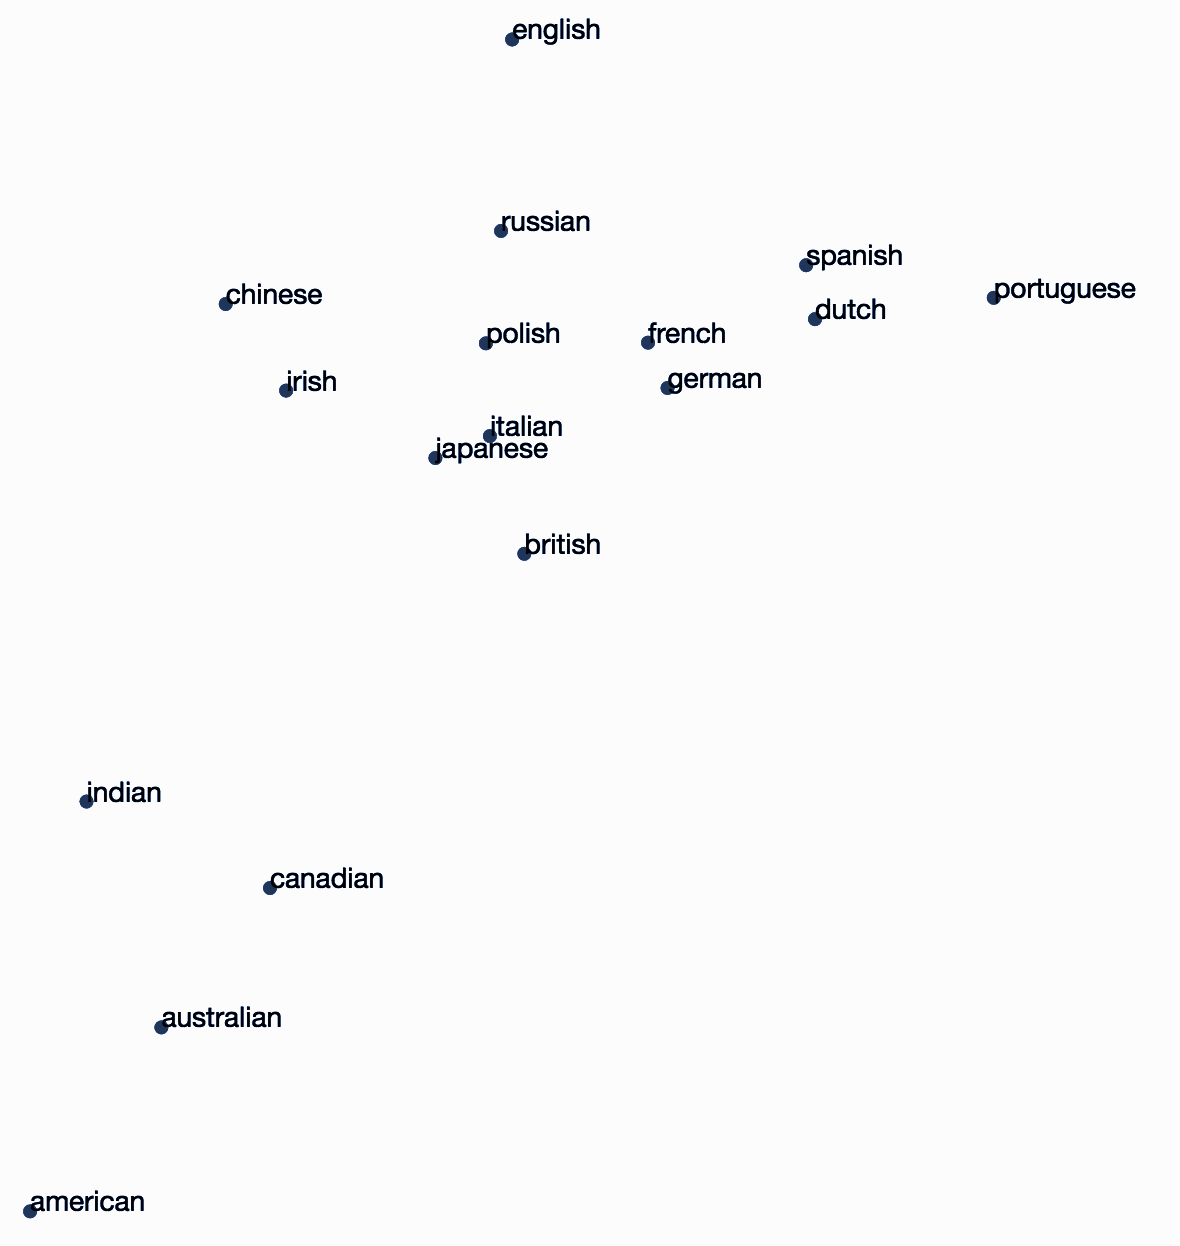 english
russian
spanish
portuguese
chinese
dutch
polish
french
german
irish
italian
japanese
british
indian
canadian
australian
american